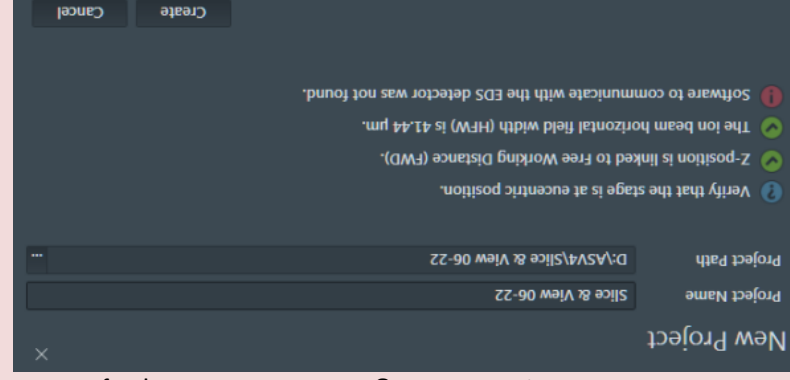 New Project
Project Name Slice & View 06-22
Project Path D:\ASV4\Slice & View 06-22 ...
Verify that the stage is at eucentric position.
Z-position is linked to Free Working Distance (FWD).
The ion beam horizontal field width (HFW) is 41.44 µm.
Software to communicate with the EDS detector was not found.
Create Cancel